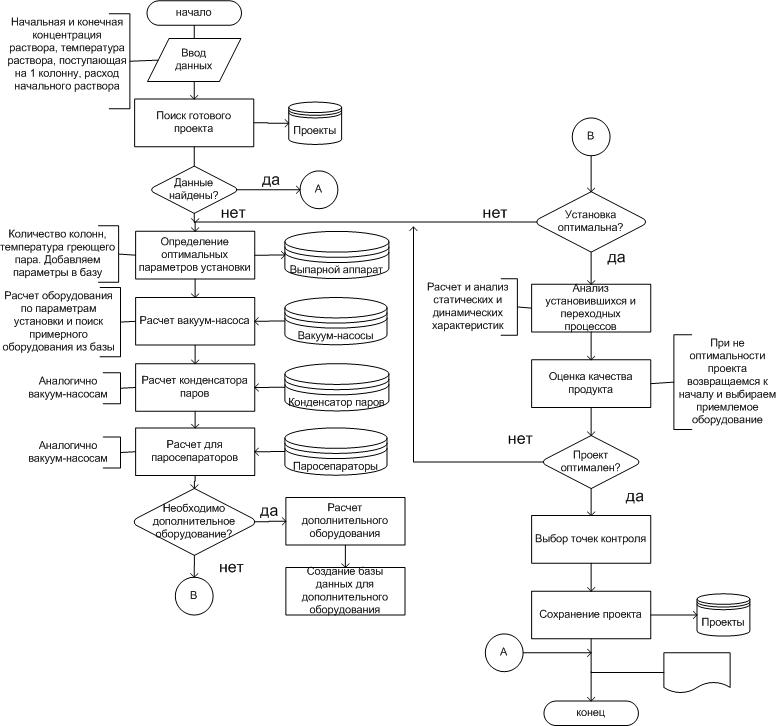 начало
Начальная и конечная
концентрация
раствора, температура
раствора, поступающая
на 1 колонну, расход
начального раствора
Ввод
данных
Поиск готового
проекта
Проекты
Данные
найдены?
да
А
нет
Количество колонн,
температура греющего
пара. Добавляем
параметры в базу
Определение
оптимальных
параметров установки
Выпарной аппарат
Расчет оборудования
по параметрам
установки и поиск
примерного
оборудования из базы
Расчет вакуум-насоса
Вакуум-насосы
Аналогично
вакуум-насосам
Расчет конденсатора
паров
Конденсатор паров
Аналогично
вакуум-насосам
Расчет для
паросепараторов
Паросепараторы
Необходимо
дополнительное
оборудование?
да
Расчет
дополнительного
оборудования
нет
Создание базы
данных для
дополнительного
оборудования
В
В
Установка
оптимальна?
нет
да
Расчет и анализ
статических и
динамических
характеристик
Анализ
установившихся и
переходных
процессов
Оценка качества
продукта
При не
оптимальности
проекта
возвращаемся к
началу и выбираем
приемлемое
оборудование
нет
Проект
оптимален?
да
Выбор точек
контроля
Сохранение проекта
Проекты
А
конец